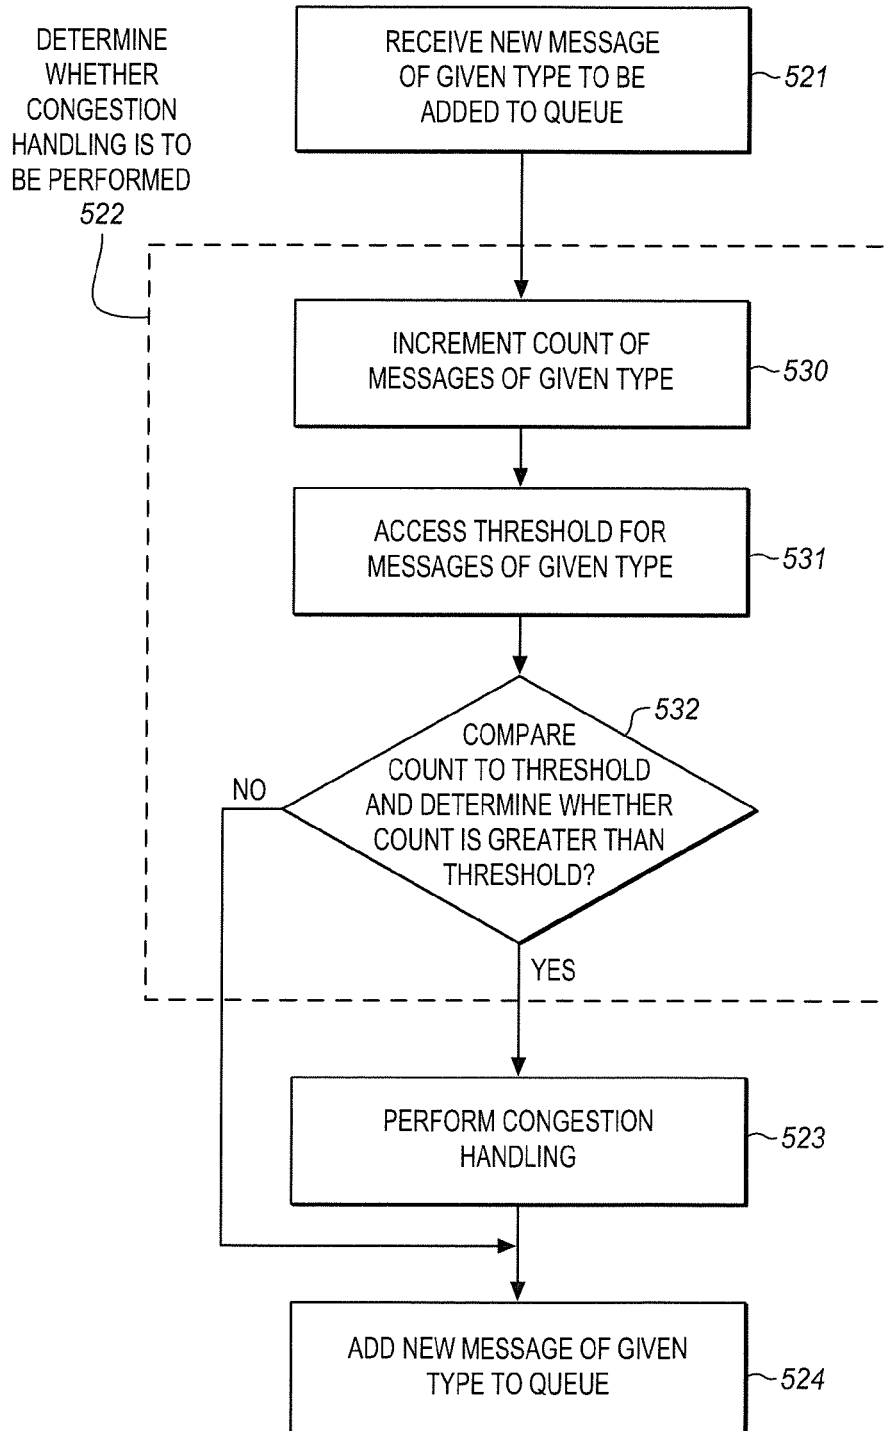 DETERMINE
WHETHER
CONGESTION
HANDLING IS TO
BE PERFORMED
522
RECEIVE NEW MESSAGE
OF GIVEN TYPE TO BE
ADDED TO QUEUE
521
INCREMENT COUNT OF
MESSAGES OF GIVEN TYPE
530
ACCESS THRESHOLD FOR
MESSAGES OF GIVEN TYPE
531
532
COMPARE
COUNT TO THRESHOLD
AND DETERMINE WHETHER
COUNT IS GREATER THAN
THRESHOLD?
NO
YES
PERFORM CONGESTION
HANDLING
523
ADD NEW MESSAGE OF GIVEN
TYPE TO QUEUE
524